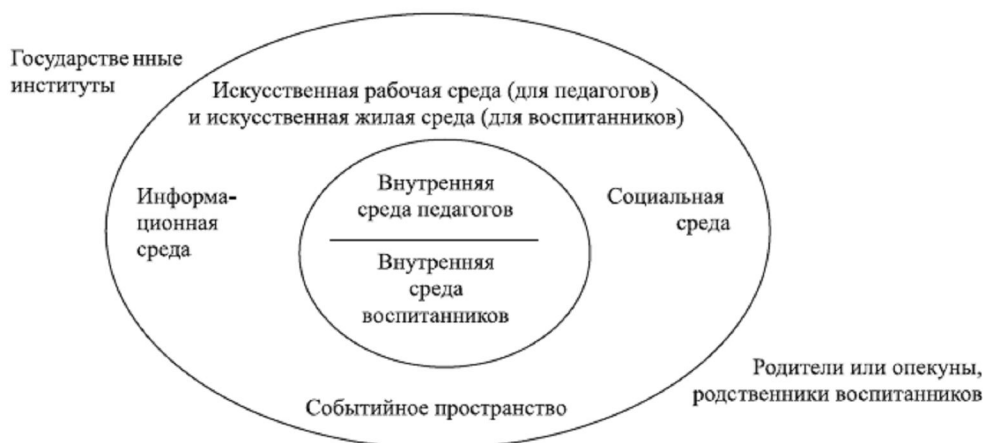 Государстве нные
институты
Искусственная рабочая среда (для педагогов)
и искусственная жилая среда (для воспитанников)
Информа-
ционная
среда
Внутренняя
среда педагогов
Внутренняя
среда
воспитанников
Социальная
среда
Событийное пространство
Родители или опекуны,
родственники воспитанников